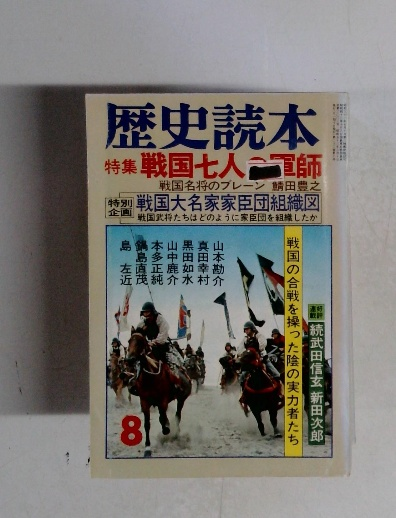 歴史読本
特集 戦国七人の軍師
戦国名将のブレーン 鯖田豊之
特別企画 戦国大名家家臣団組織図
戦国武将たちはどのように家臣団を組織したか
山本勘介
真田幸村
黒田如水
山中鹿介
本多正純
鍋島直茂
島 左近
戦国の合戦を操った陰の実力者たち
好評連載 続武田信玄 新田次郎
8